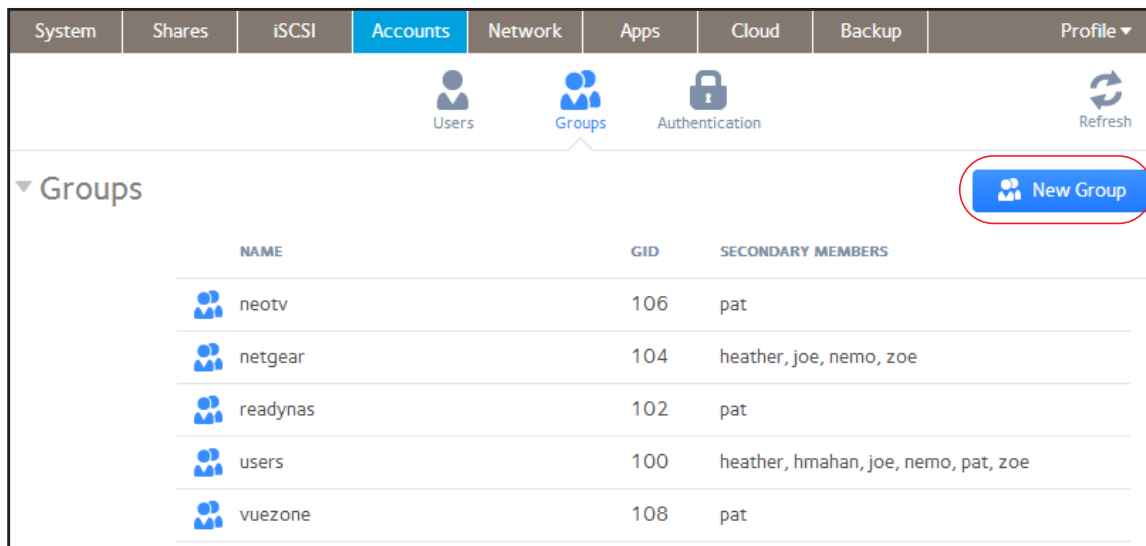 System Shares iSCSI Accounts Network Apps Cloud Backup Profile
Users Groups Authentication Refresh
Groups New Group
NAME GID SECONDARY MEMBERS
neotv 106 pat
netgear 104 heather, joe, nemo, zoe
readynas 102 pat
users 100 heather, hmahan, joe, nemo, pat, zoe
vuezone 108 pat